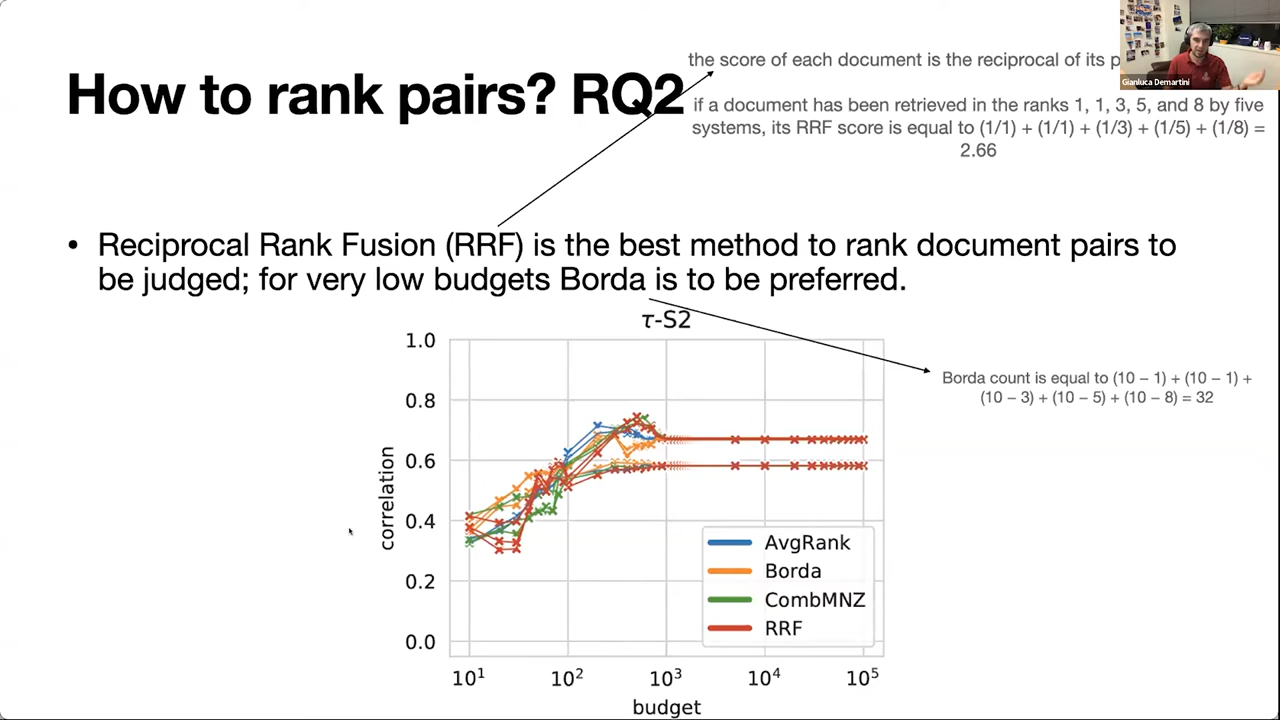 the score of each document is the reciprocal of its
Gianluca Demartini
How to rank pairs? RQ2
if a document has been retrieved in the ranks 1, 1, 3, 5, and 8 by five
systems, its RRF score is equal to (1/1) + (1/1) + (1/3) + (1/5) + (1/8) =
2.66
• Reciprocal Rank Fusion (RRF) is the best method to rank document pairs to
be judged; for very low budgets Borda is to be preferred.
τ-S2
Borda count is equal to (10 − 1) + (10 − 1) +
(10 − 3) + (10 − 5) + (10 − 8) = 32
1.0
0.8
0.6
0.4
0.2
0.0
correlation
AvgRank
Borda
CombMNZ
RRF
10¹ 10² 10³ 10⁴ 10⁵
budget